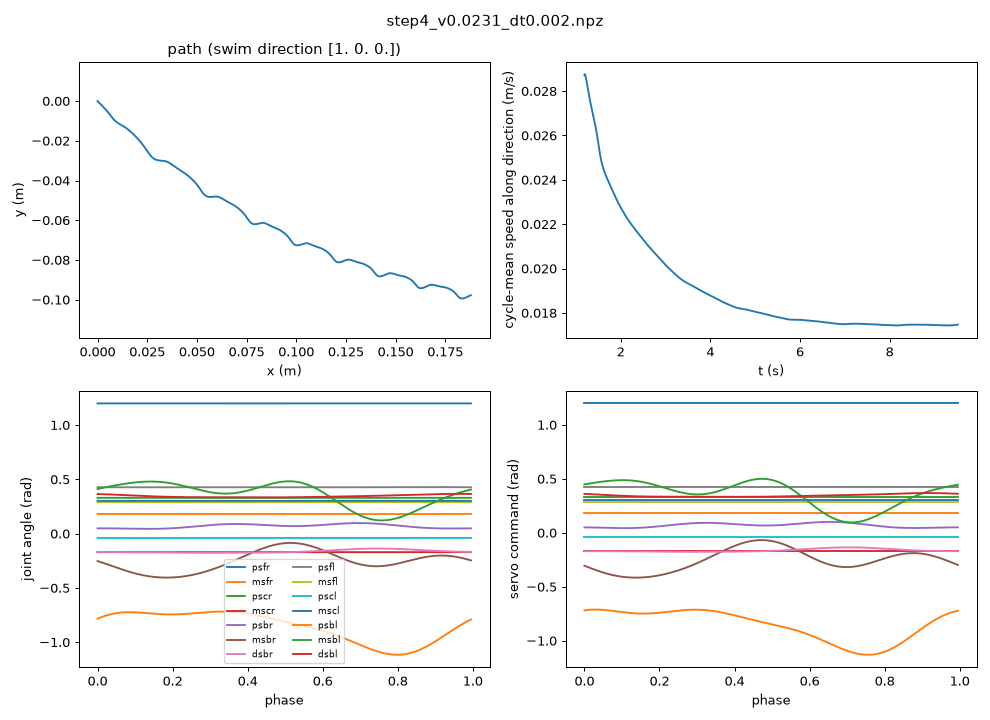 step4_v0.0231_dt0.002.npz
path (swim direction [1. 0. 0.])
0.00
−0.02
−0.04
−0.06
−0.08
−0.10
y (m)
0.000 0.025 0.050 0.075 0.100 0.125 0.150 0.175
x (m)
cycle-mean speed along direction (m/s)
0.028
0.026
0.024
0.022
0.020
0.018
2 4 6 8
t (s)
joint angle (rad)
1.0
0.5
0.0
−0.5
−1.0
psfr psfl
msfr msfl
pscr pscl
mscr mscl
psbr psbl
msbr msbl
dsbr dsbl
0.0 0.2 0.4 0.6 0.8 1.0
phase
servo command (rad)
1.0
0.5
0.0
−0.5
−1.0
0.0 0.2 0.4 0.6 0.8 1.0
phase